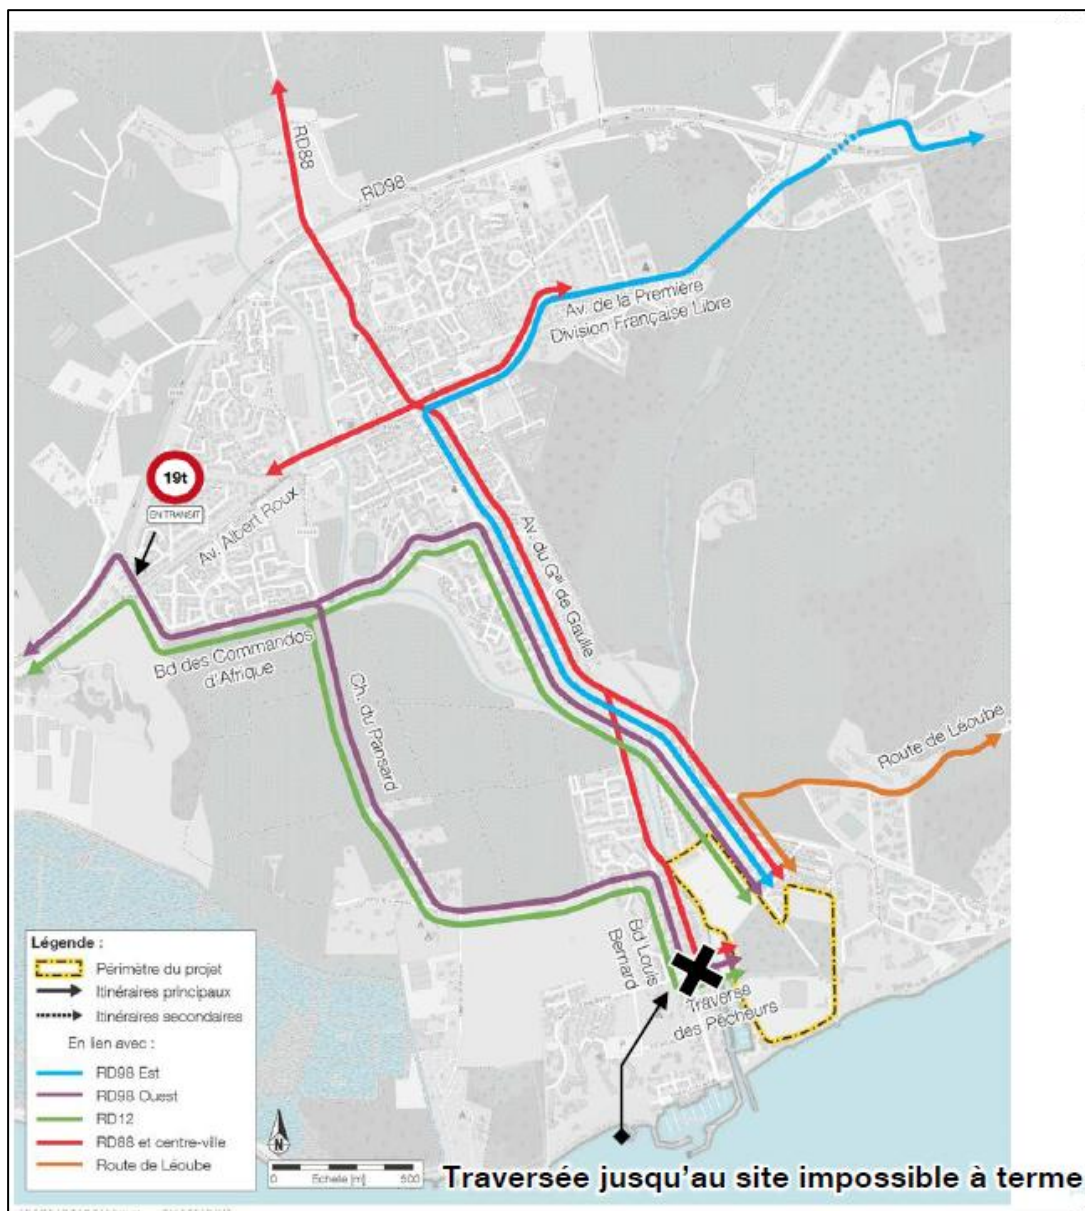 RD88
RD98
Av. de la Première
Division Française Libre
19t
EN TRANSIT
Av. Albert Roux
Av. du Gal de Gaulle
Bd des Commandos
d'Afrique
Ch. du Pansard
Route de Léoube
Bd Louis
Bernard
Traverse
des Pêcheurs
Légende :
Périmètre du projet
Itinéraires principaux
Itinéraires secondaires
En lien avec :
RD98 Est
RD98 Ouest
RD12
RD88 et centre-ville
Route de Léoube
N
0 Echelle [m] 500
Traversée jusqu'au site impossible à terme